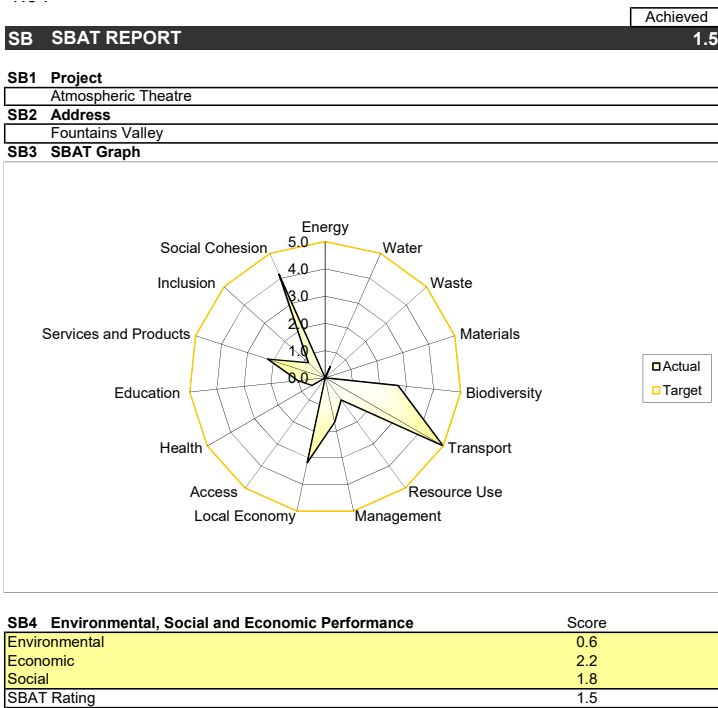 Achieved
SB SBAT REPORT 1.5
SB1 Project
Atmospheric Theatre
SB2 Address
Fountains Valley
SB3 SBAT Graph
Energy
5.0
Social Cohesion
Water
4.0
Inclusion
Waste
3.0
2.0
Services and Products
Materials
1.0
Actual
0.0
Education
Biodiversity
Target
Health
Transport
Access
Resource Use
Local Economy
Management
SB4 Environmental, Social and Economic Performance Score
Environmental 0.6
Economic 2.2
Social 1.8
SBAT Rating 1.5